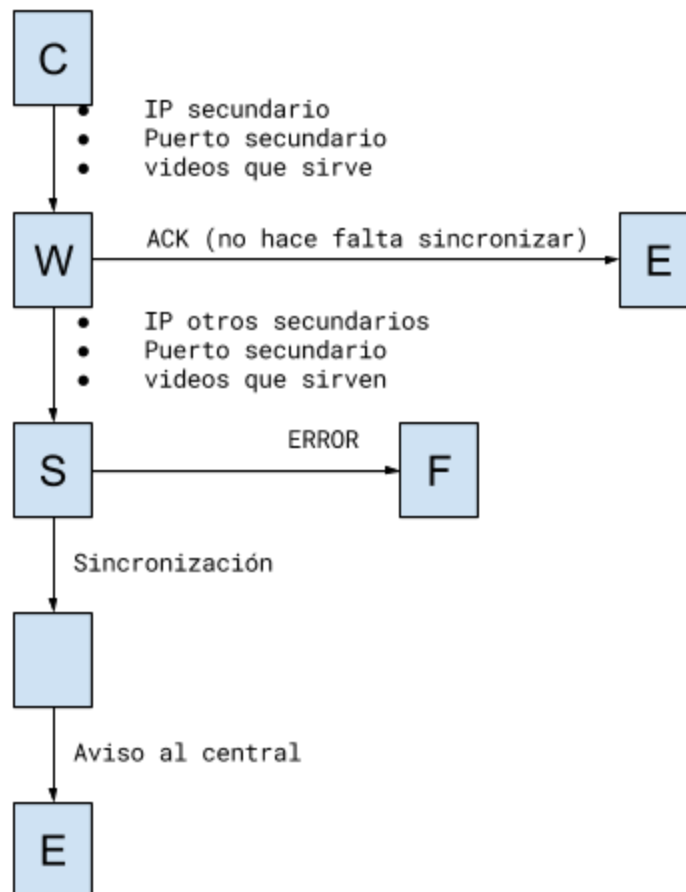 C
● IP secundario
● Puerto secundario
● videos que sirve
W
ACK (no hace falta sincronizar)
E
● IP otros secundarios
● Puerto secundario
● videos que sirven
S
ERROR
F
Sincronización
Aviso al central
E